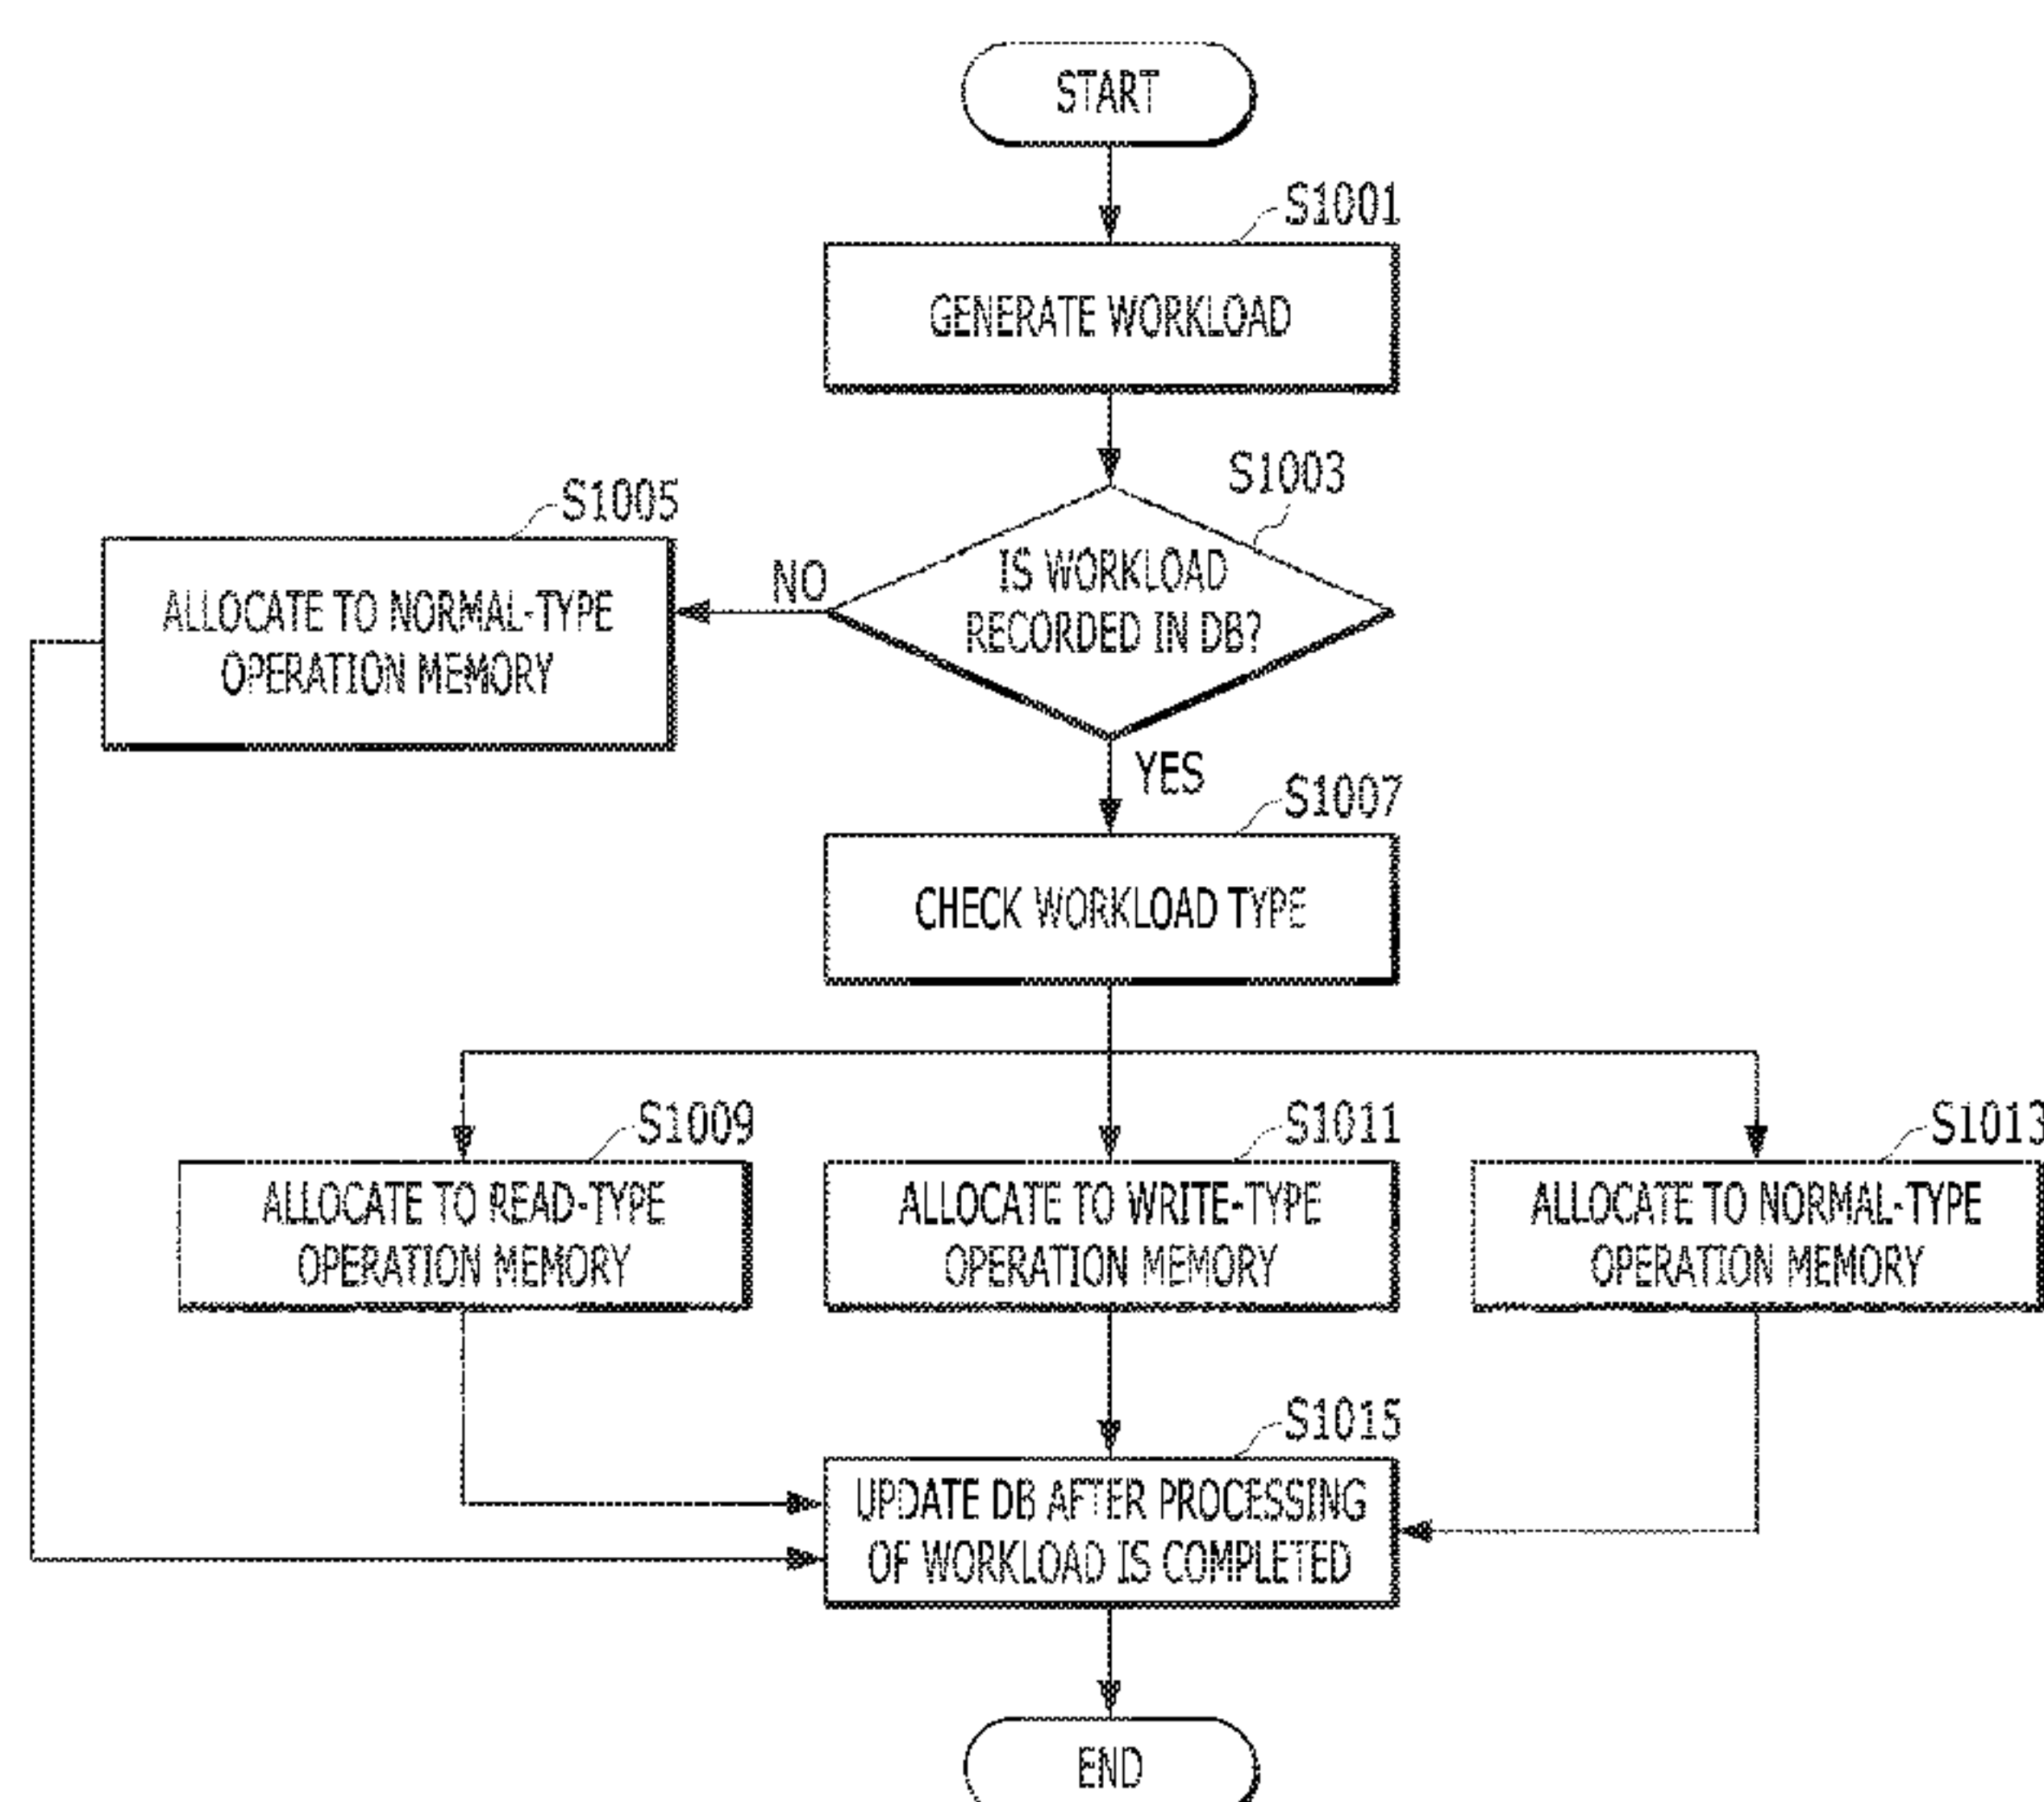 START
S1001
GENERATE WORKLOAD
S1003
IS WORKLOAD
RECORDED IN DB?
NO
S1005
ALLOCATE TO NORMAL-TYPE
OPERATION MEMORY
YES
S1007
CHECK WORKLOAD TYPE
S1009
ALLOCATE TO READ-TYPE
OPERATION MEMORY
S1011
ALLOCATE TO WRITE-TYPE
OPERATION MEMORY
S1013
ALLOCATE TO NORMAL-TYPE
OPERATION MEMORY
S1015
UPDATE DB AFTER PROCESSING
OF WORKLOAD IS COMPLETED
END